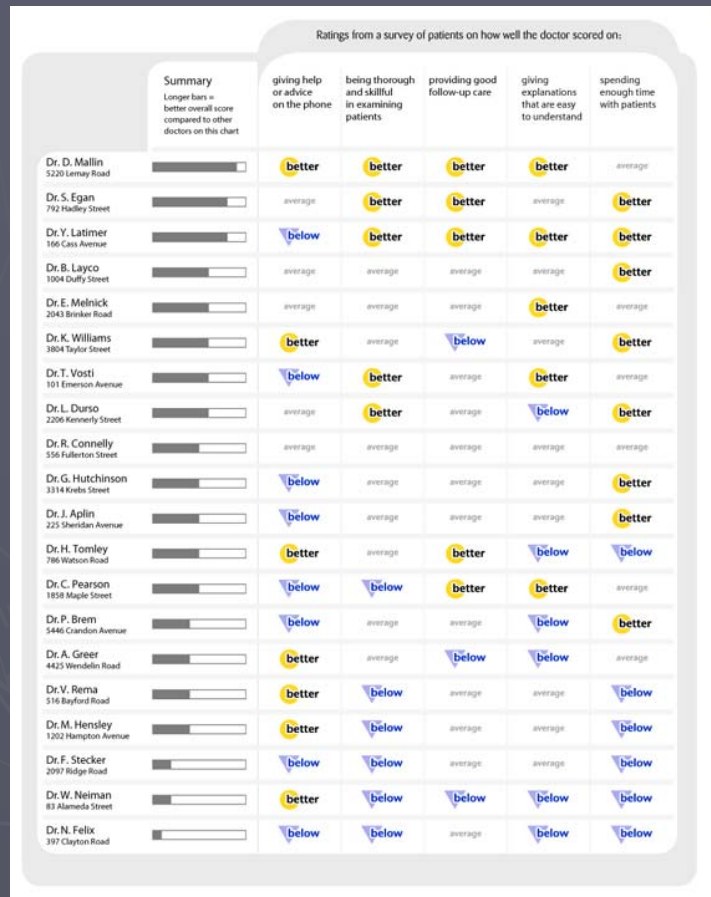 Ratings from a survey of patients on how well the doctor scored on:
Summary
Longer bars =
better overall score
compared to other
doctors on this chart
giving help
or advice
on the phone
being thorough
and skillful
in examining
patients
providing good
follow-up care
giving
explanations
that are easy
to understand
spending
enough time
with patients
Dr. D. Mallin
5220 Lemay Road
better better better better average
Dr. S. Egan
792 Hadley Street
average better better average better
Dr. Y. Latimer
166 Cass Avenue
below better better better better
Dr. B. Layco
1004 Duffy Street
average average average average better
Dr. E. Melnick
2043 Brinker Road
average average average better average
Dr. K. Williams
3804 Taylor Street
better average below average better
Dr. T. Vosti
101 Emerson Avenue
below better average better average
Dr. L. Durso
2206 Kennerly Street
average better average below better
Dr. R. Connelly
556 Fullerton Street
average average average average average
Dr. G. Hutchinson
3314 Krebs Street
below average average average better
Dr. J. Aplin
225 Sheridan Avenue
below average average average better
Dr. H. Tomley
786 Watson Road
better average better below below
Dr. C. Pearson
1858 Maple Street
below below better better average
Dr. P. Brem
5446 Crandon Avenue
below average average below better
Dr. A. Greer
4425 Wendelin Road
better average below below average
Dr. V. Rema
516 Bayford Road
better below average average below
Dr. M. Hensley
1202 Hampton Avenue
better below average average below
Dr. F. Stecker
2097 Ridge Road
below below average average below
Dr. W. Neiman
83 Alameda Street
better below below below below
Dr. N. Felix
397 Clayton Road
below below average below below